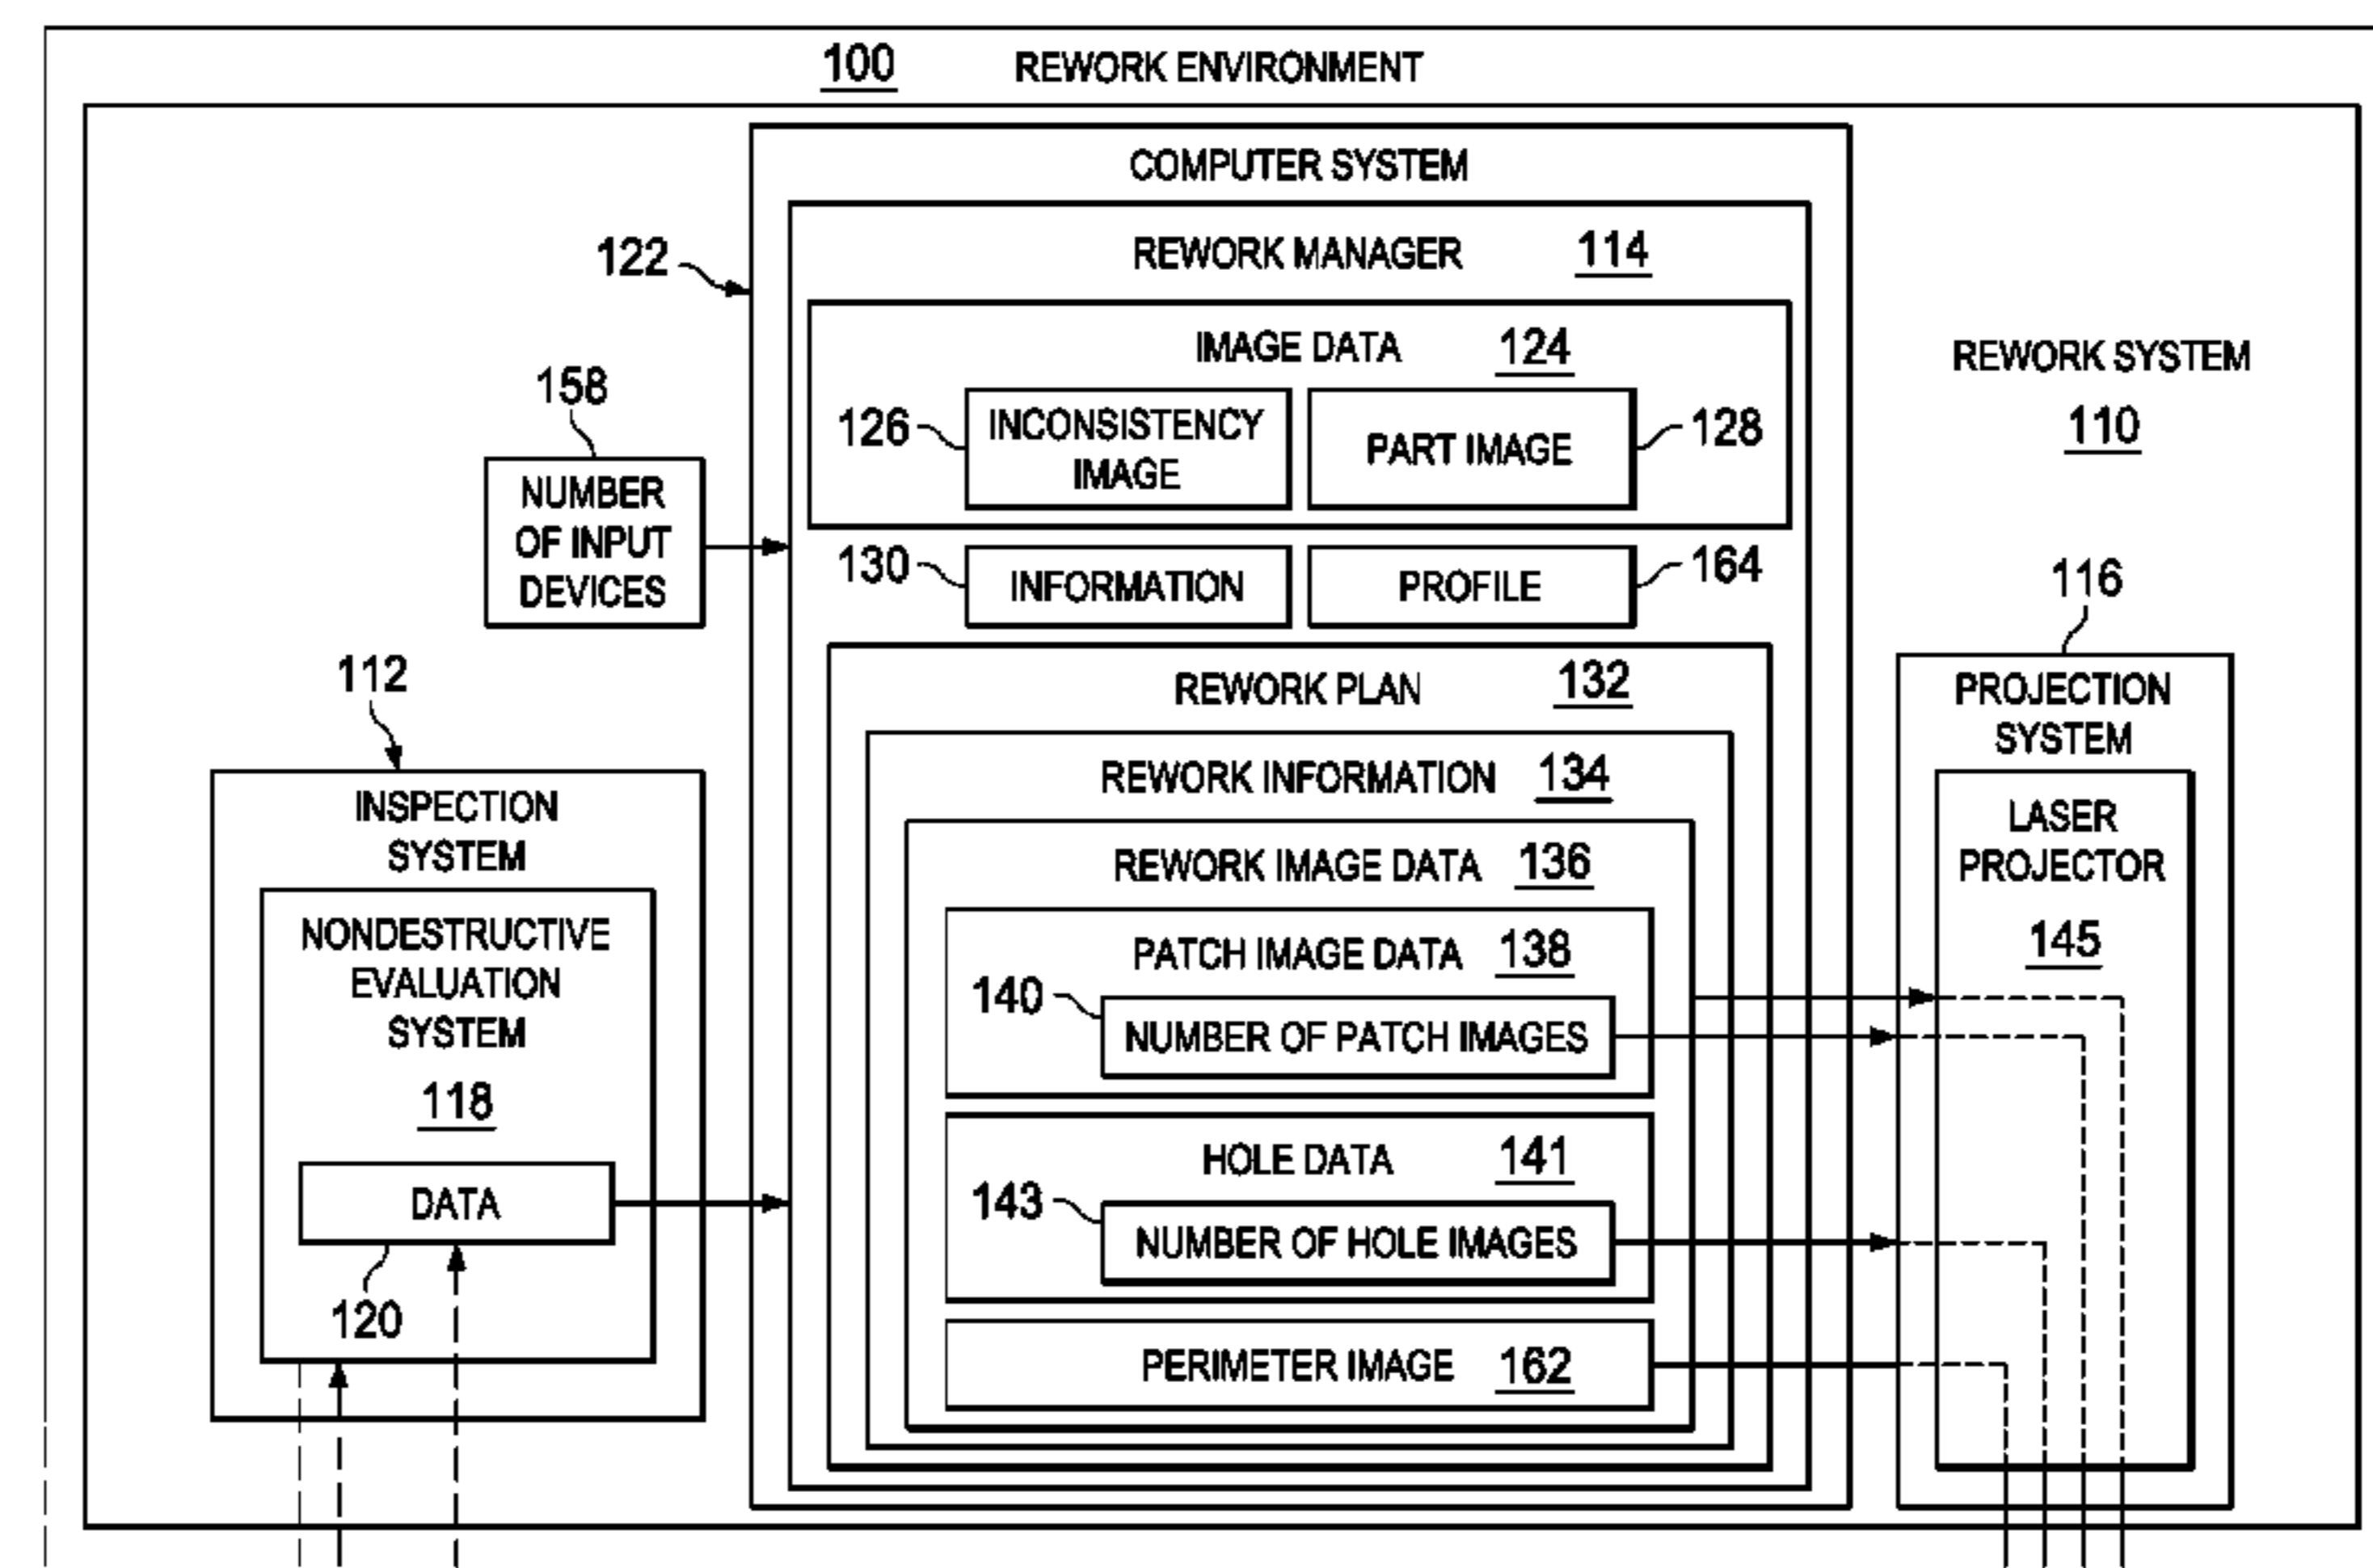 100 REWORK ENVIRONMENT
COMPUTER SYSTEM
122
REWORK MANAGER 114
IMAGE DATA 124
126
INCONSISTENCY
IMAGE
PART IMAGE
128
130
INFORMATION
PROFILE
164
158
NUMBER
OF INPUT
DEVICES
REWORK SYSTEM
110
112
INSPECTION
SYSTEM
NONDESTRUCTIVE
EVALUATION
SYSTEM
118
DATA
120
REWORK PLAN 132
REWORK INFORMATION 134
REWORK IMAGE DATA 136
PATCH IMAGE DATA 138
140
NUMBER OF PATCH IMAGES
HOLE DATA 141
143
NUMBER OF HOLE IMAGES
PERIMETER IMAGE 162
116
PROJECTION
SYSTEM
LASER
PROJECTOR
145